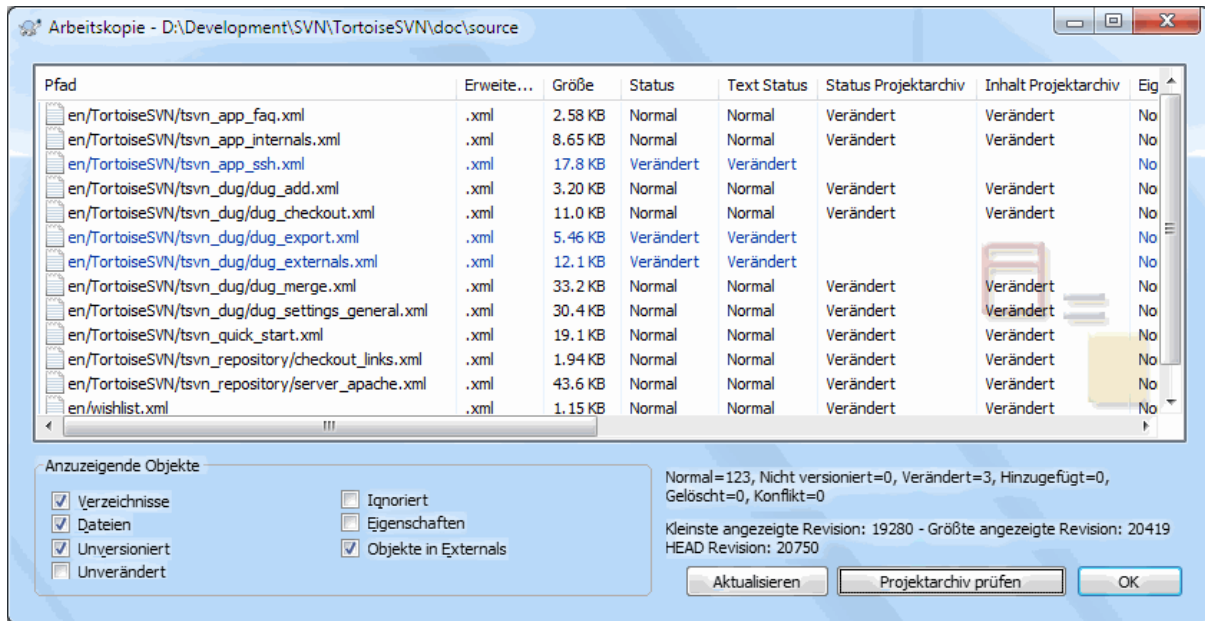 Arbeitskopie - D:\Development\SVN\TortoiseSVN\doc\source
Pfad Erweite... Größe Status Text Status Status Projektarchiv Inhalt Projektarchiv Eig
en/TortoiseSVN/tsvn_app_faq.xml .xml 2.58 KB Normal Normal Verändert Verändert No
en/TortoiseSVN/tsvn_app_internals.xml .xml 8.65 KB Normal Normal Verändert Verändert No
en/TortoiseSVN/tsvn_app_ssh.xml .xml 17.8 KB Verändert Verändert No
en/TortoiseSVN/tsvn_dug/dug_add.xml .xml 3.20 KB Normal Normal Verändert Verändert No
en/TortoiseSVN/tsvn_dug/dug_checkout.xml .xml 11.0 KB Normal Normal Verändert Verändert No
en/TortoiseSVN/tsvn_dug/dug_export.xml .xml 5.46 KB Verändert Verändert No
en/TortoiseSVN/tsvn_dug/dug_externals.xml .xml 12.1 KB Verändert Verändert No
en/TortoiseSVN/tsvn_dug/dug_merge.xml .xml 33.2 KB Normal Normal Verändert Verändert No
en/TortoiseSVN/tsvn_dug/dug_settings_general.xml .xml 30.4 KB Normal Normal Verändert Verändert No
en/TortoiseSVN/tsvn_quick_start.xml .xml 19.1 KB Normal Normal Verändert Verändert No
en/TortoiseSVN/tsvn_repository/checkout_links.xml .xml 1.94 KB Normal Normal Verändert Verändert No
en/TortoiseSVN/tsvn_repository/server_apache.xml .xml 43.6 KB Normal Normal Verändert Verändert No
en/wishlist.xml .xml 1.15 KB Normal Normal Verändert Verändert No
Anzuzeigende Objekte
Verzeichnisse Ignoriert
Dateien Eigenschaften
Unversioniert Objekte in Externals
Unverändert
Normal=123, Nicht versioniert=0, Verändert=3, Hinzugefügt=0,
Gelöscht=0, Konflikt=0
Kleinste angezeigte Revision: 19280 - Größte angezeigte Revision: 20419
HEAD Revision: 20750
Aktualisieren Projektarchiv prüfen OK